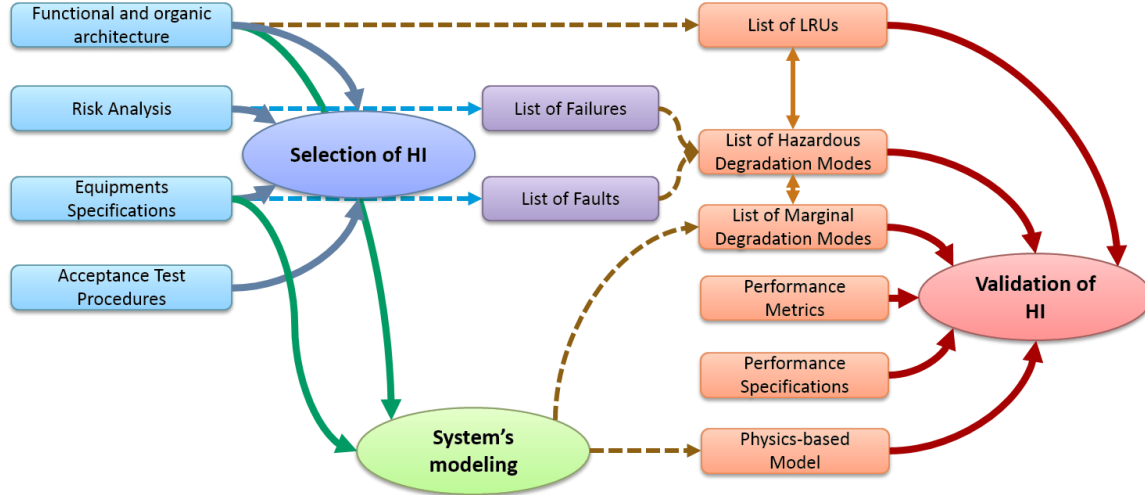 Functional and organic
architecture
Risk Analysis
Equipments
Specifications
Acceptance Test
Procedures
Selection of HI
System's
modeling
List of Failures
List of Faults
List of LRUs
List of Hazardous
Degradation Modes
List of Marginal
Degradation Modes
Performance
Metrics
Performance
Specifications
Physics-based
Model
Validation of
HI